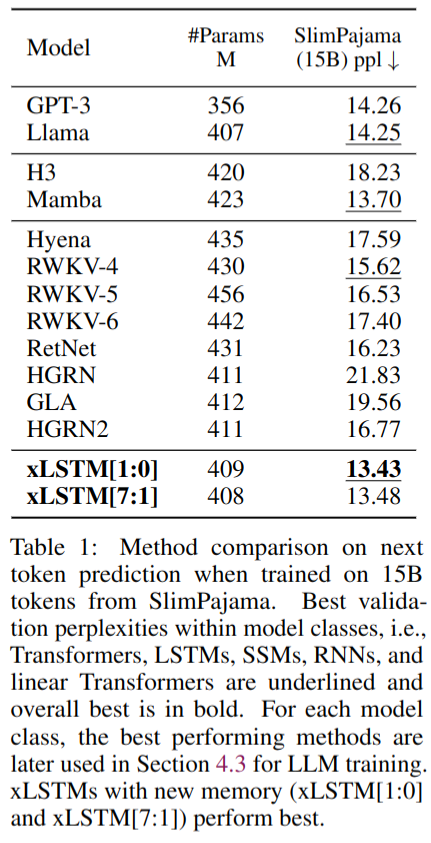 Model #Params M SlimPajama (15B) ppl ↓
GPT-3 356 14.26
Llama 407 14.25
H3 420 18.23
Mamba 423 13.70
Hyena 435 17.59
RWKV-4 430 15.62
RWKV-5 456 16.53
RWKV-6 442 17.40
RetNet 431 16.23
HGRN 411 21.83
GLA 412 19.56
HGRN2 411 16.77
xLSTM[1:0] 409 13.43
xLSTM[7:1] 408 13.48
Table 1: Method comparison on next
token prediction when trained on 15B
tokens from SlimPajama. Best valida-
tion perplexities within model classes, i.e.,
Transformers, LSTMs, SSMs, RNNs, and
linear Transformers are underlined and
overall best is in bold. For each model
class, the best performing methods are
later used in Section 4.3 for LLM training.
xLSTMs with new memory (xLSTM[1:0]
and xLSTM[7:1]) perform best.